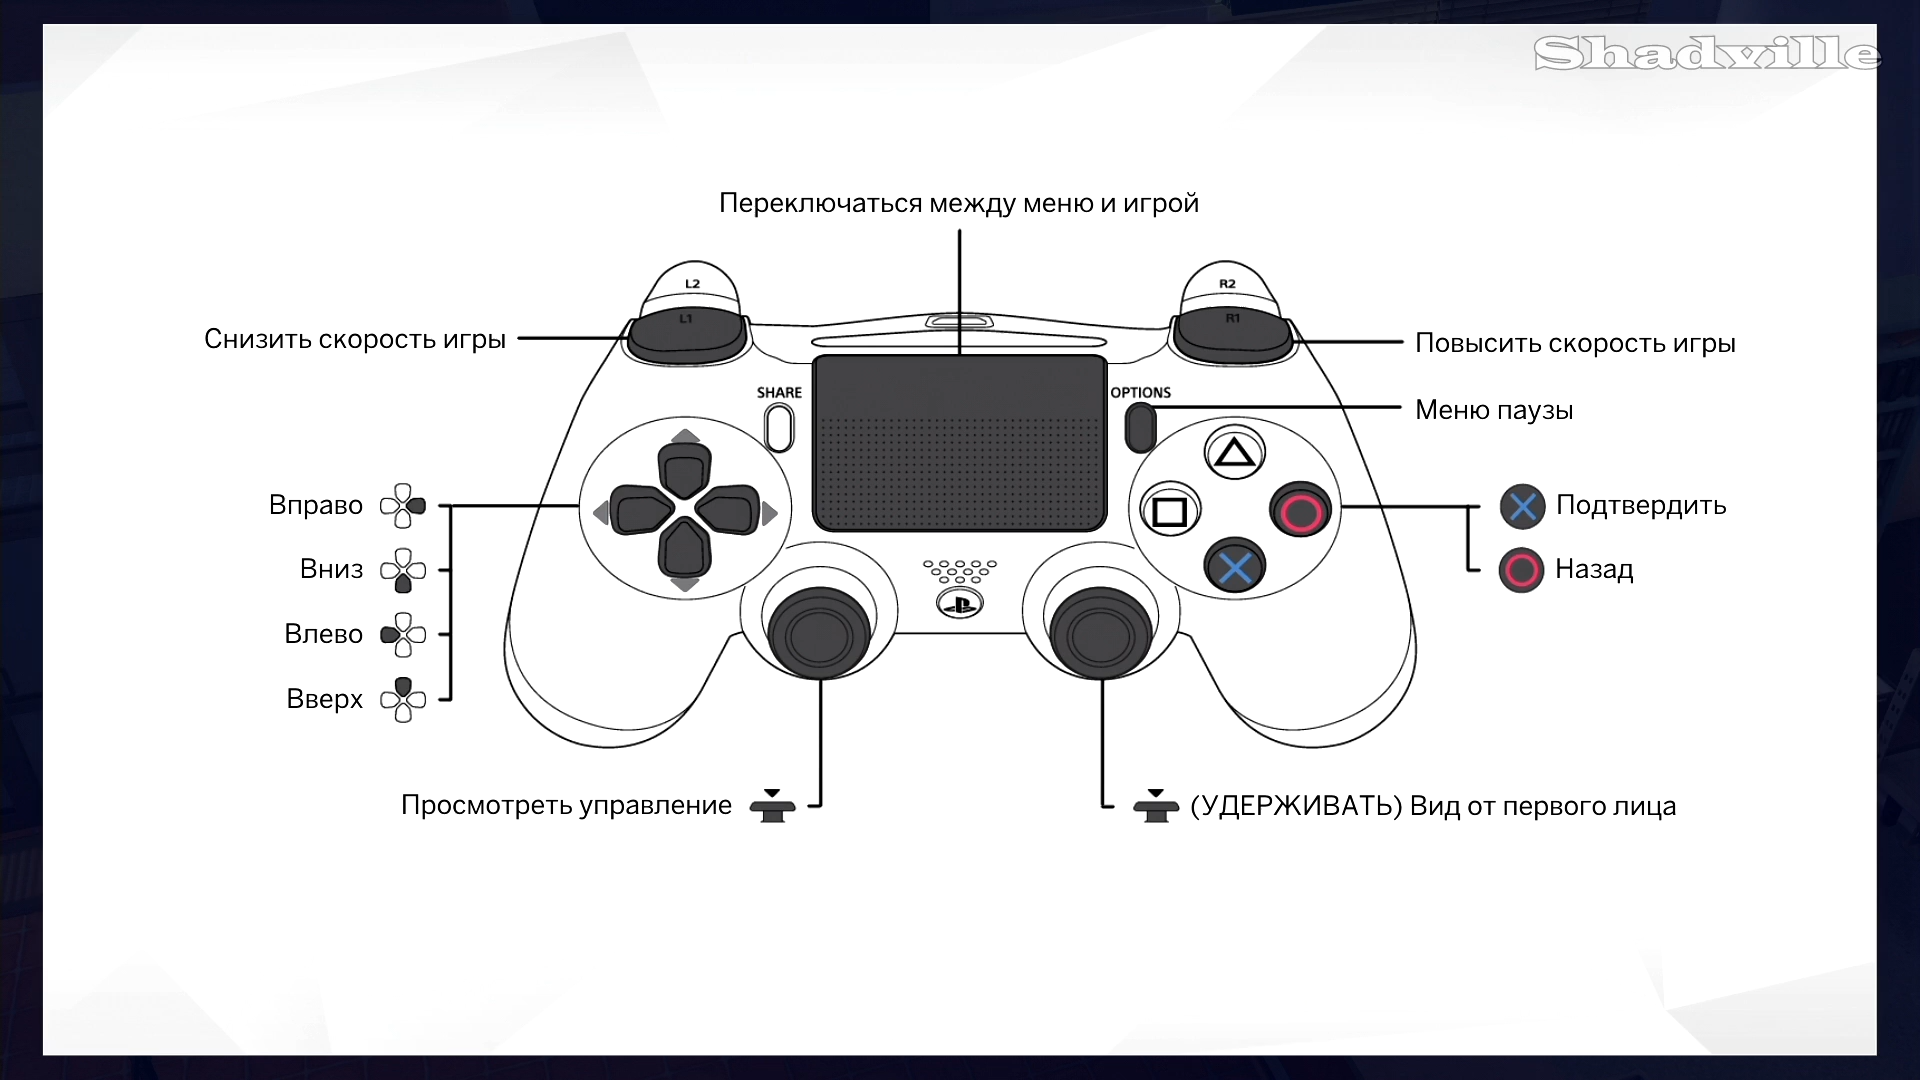 Shadville
Переключаться между меню и игрой
L2
R2
L1
R1
Снизить скорость игры
Повысить скорость игры
SHARE
OPTIONS
Меню паузы
Вправо
Подтвердить
Вниз
Назад
Влево
Вверх
Просмотреть управление
(УДЕРЖИВАТЬ) Вид от первого лица